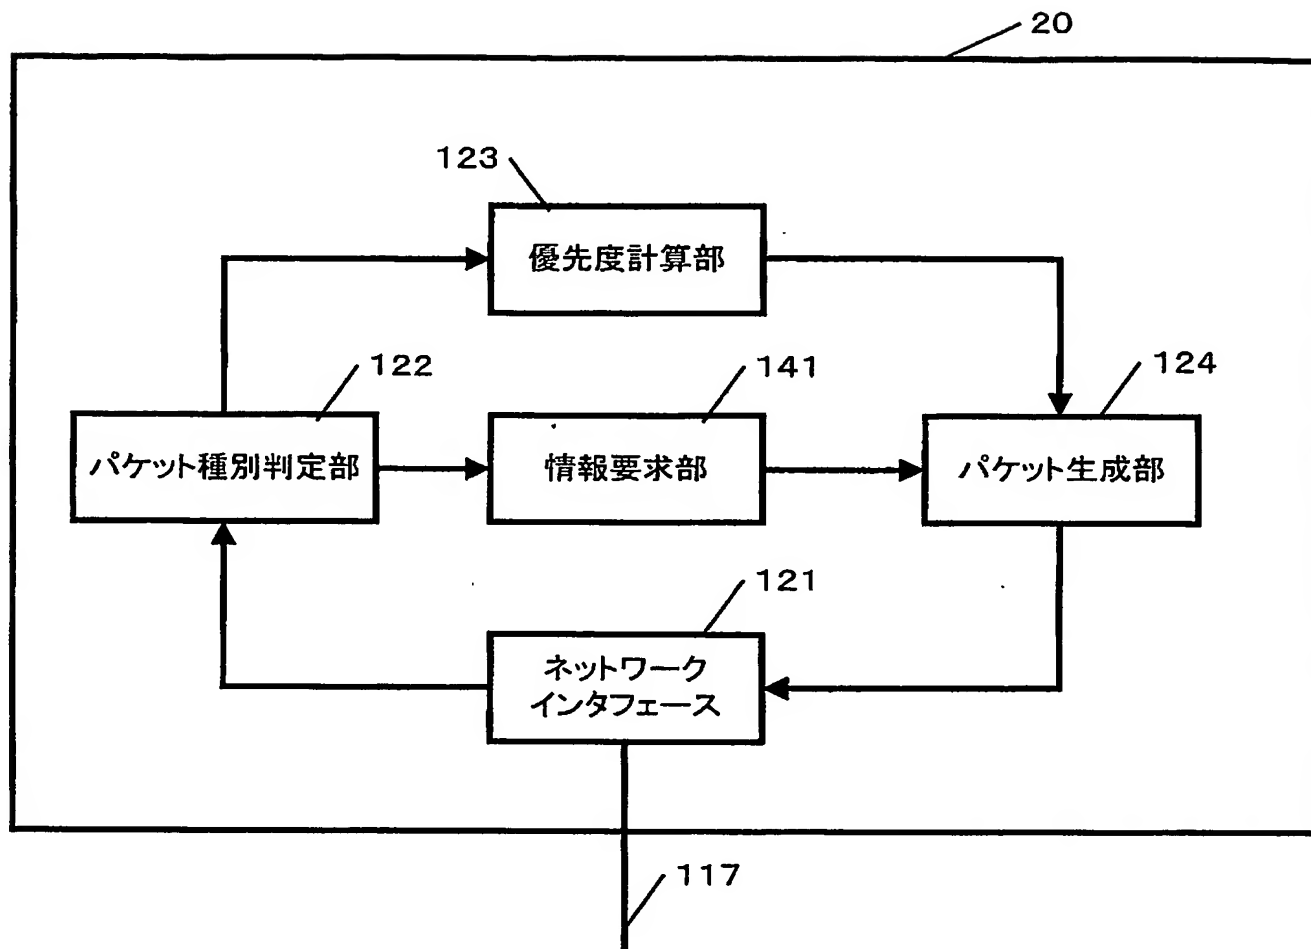 20
123
優先度計算部
122
141
124
パケット種別判定部
情報要求部
パケット生成部
121
ネットワーク
インタフェース
117